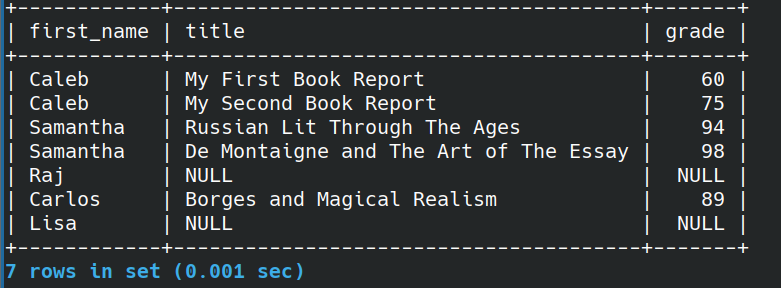 +------------+---------------------------------------+-------+
| first_name | title                                 | grade |
+------------+---------------------------------------+-------+
| Caleb      | My First Book Report                  |    60 |
| Caleb      | My Second Book Report                 |    75 |
| Samantha   | Russian Lit Through The Ages          |    94 |
| Samantha   | De Montaigne and The Art of The Essay |    98 |
| Raj        | NULL                                  |  NULL |
| Carlos     | Borges and Magical Realism            |    89 |
| Lisa       | NULL                                  |  NULL |
+------------+---------------------------------------+-------+
7 rows in set (0.001 sec)